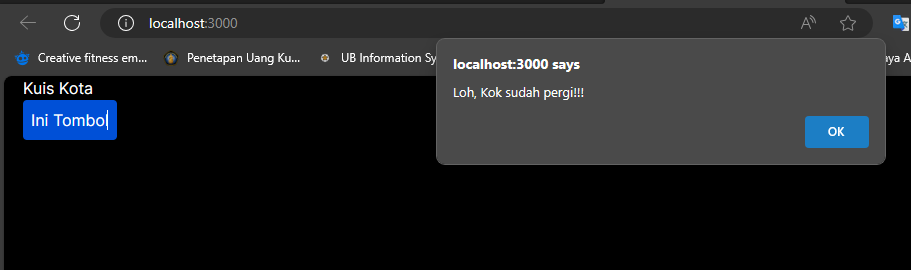 localhost:3000
Creative fitness em...
Penetapan Uang Ku...
UB Information Sy
aya A
localhost:3000 says
Loh, Kok sudah pergi!!!
OK
Kuis Kota
Ini Tombol